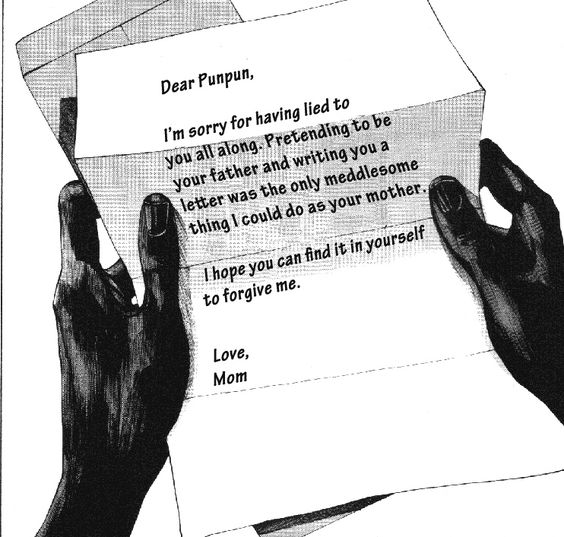 Dear Punpun,
I'm sorry for having lied to
you all along. Pretending to be
your father and writing you a
letter was the only meddlesome
thing I could do as your mother.
I hope you can find it in yourself
to forgive me.
Love,
Mom